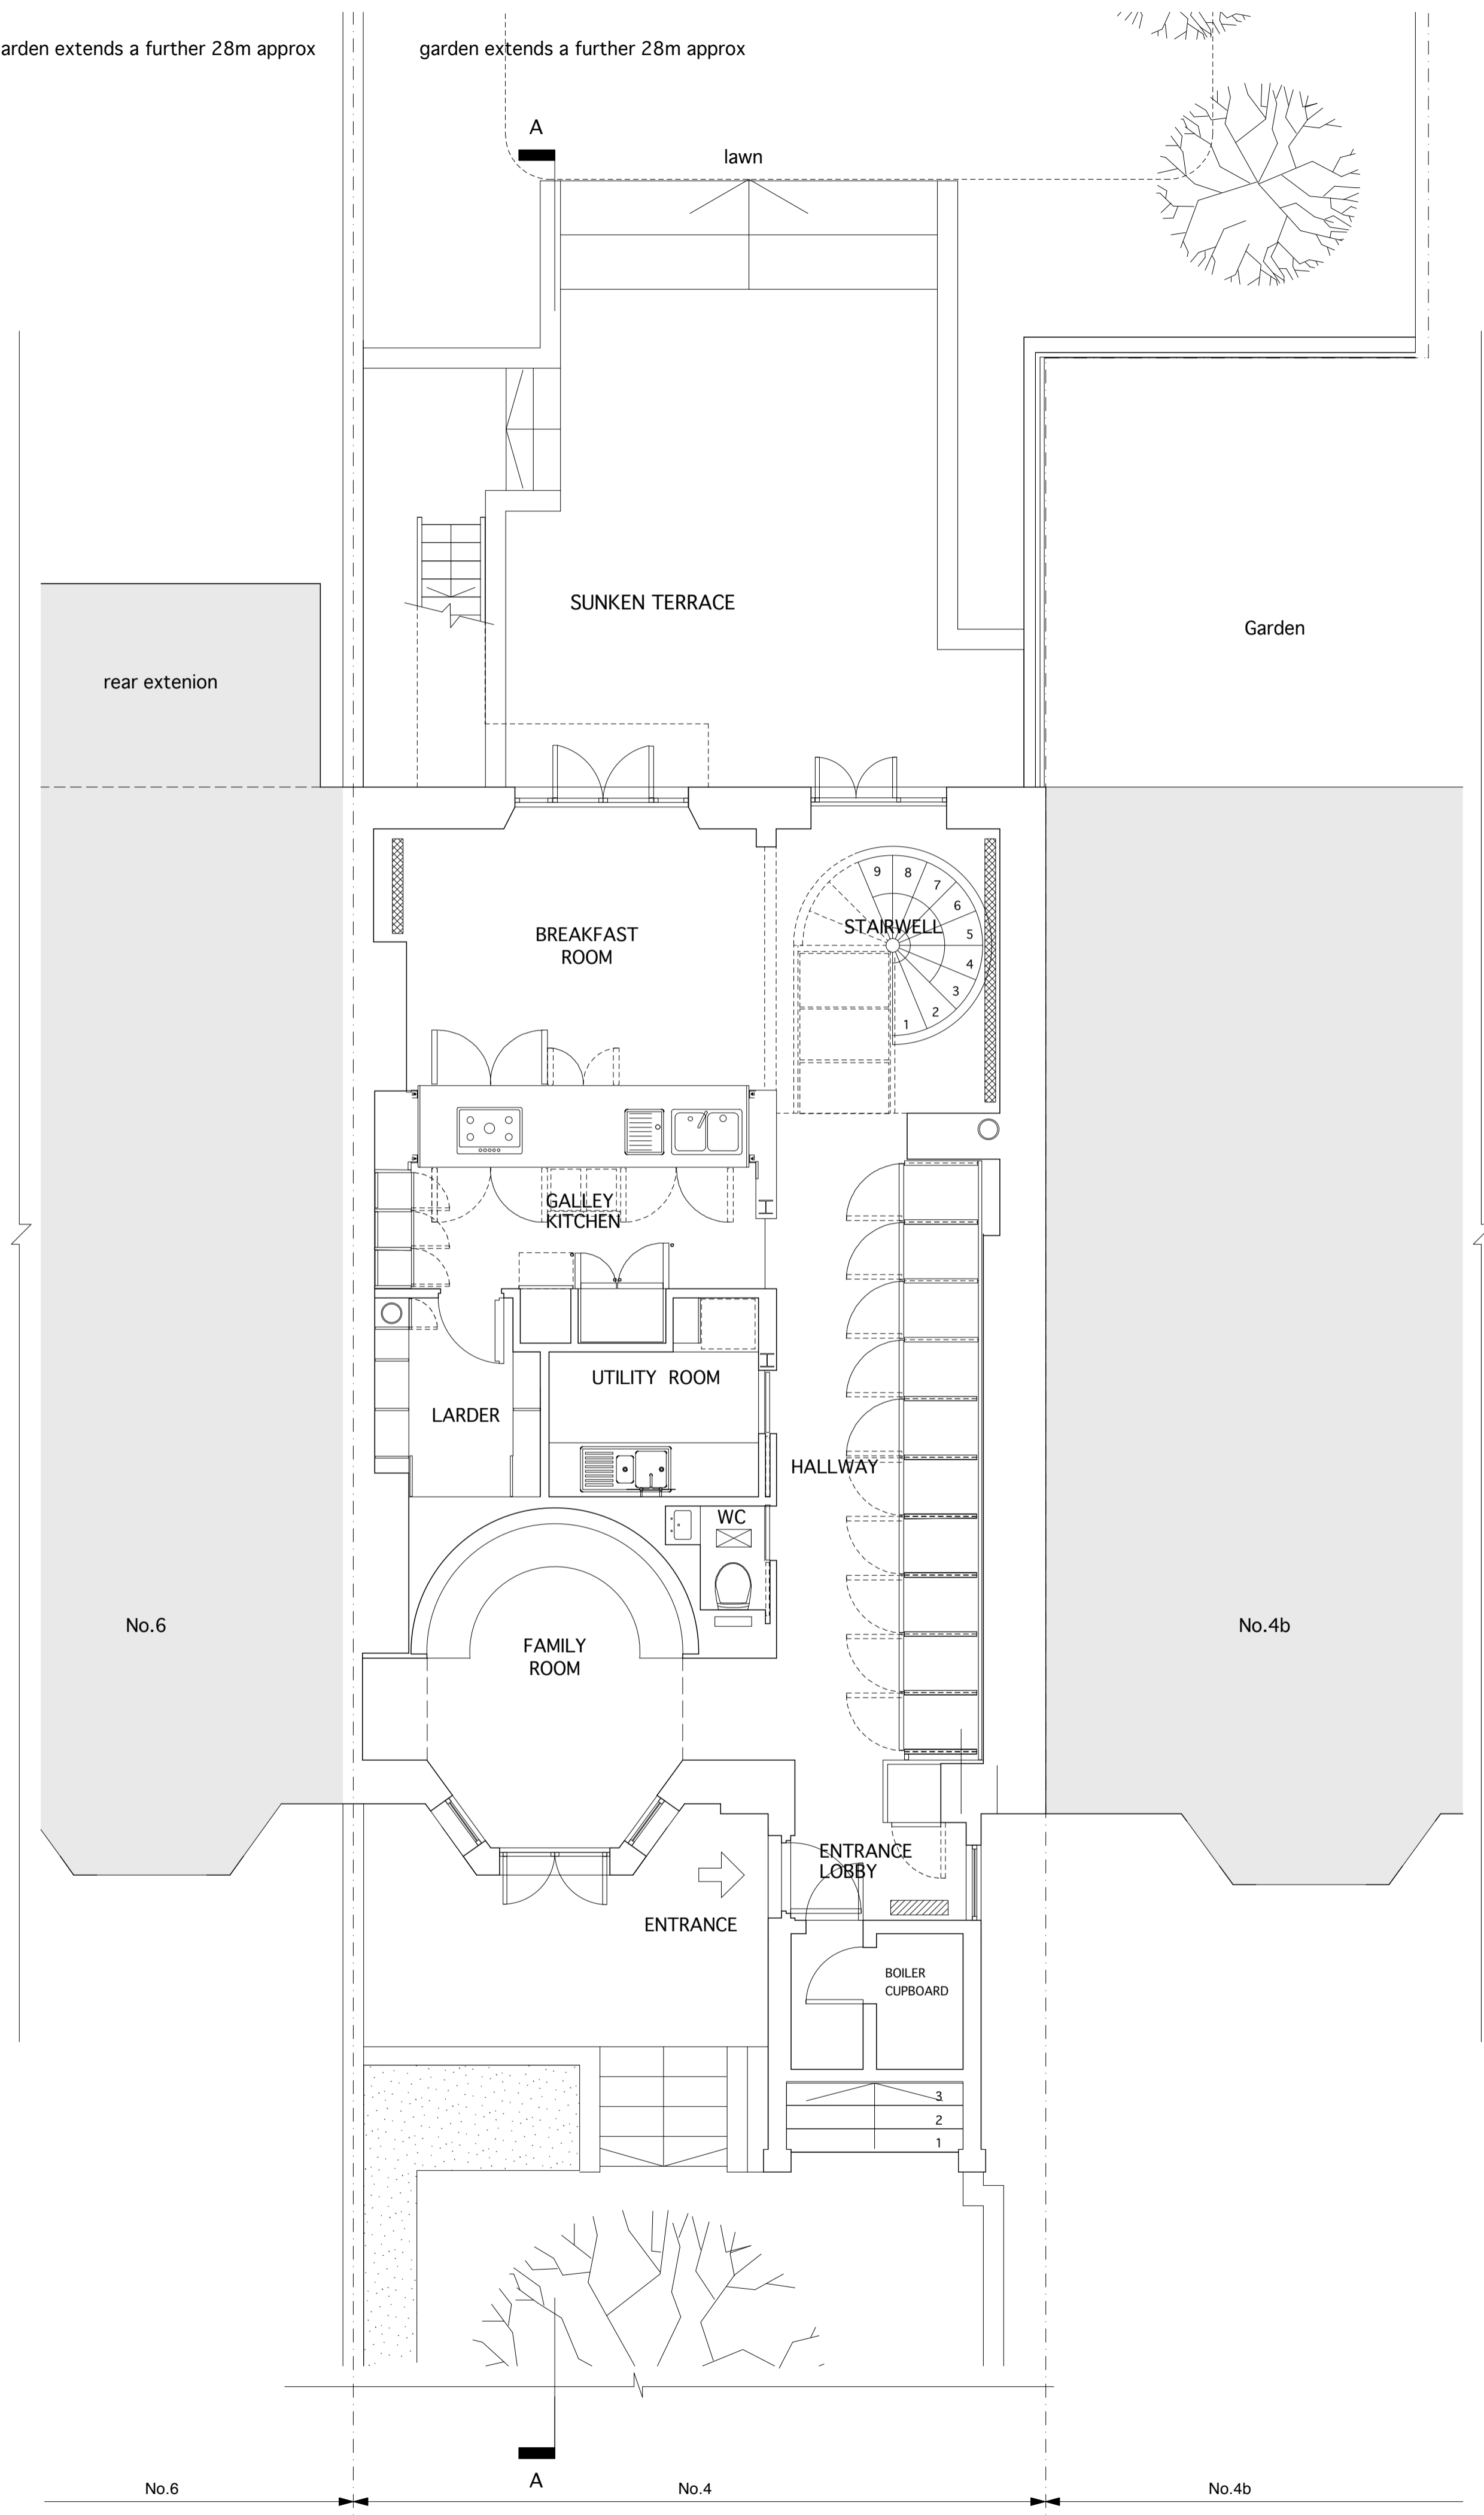 arden extends a further 28m approx
garden extends a further 28m approx
A
lawn
SUNKEN TERRACE
Garden
rear extenion
9
8
7
6
5
4
3
2
1
STAIRWELL
BREAKFAST
ROOM
GALLEY
KITCHEN
UTILITY ROOM
LARDER
HALLWAY
WC
No.6
No.4b
FAMILY
ROOM
ENTRANCE
LOBBY
ENTRANCE
BOILER
CUPBOARD
3
2
1
A
No.6
No.4
No.4b